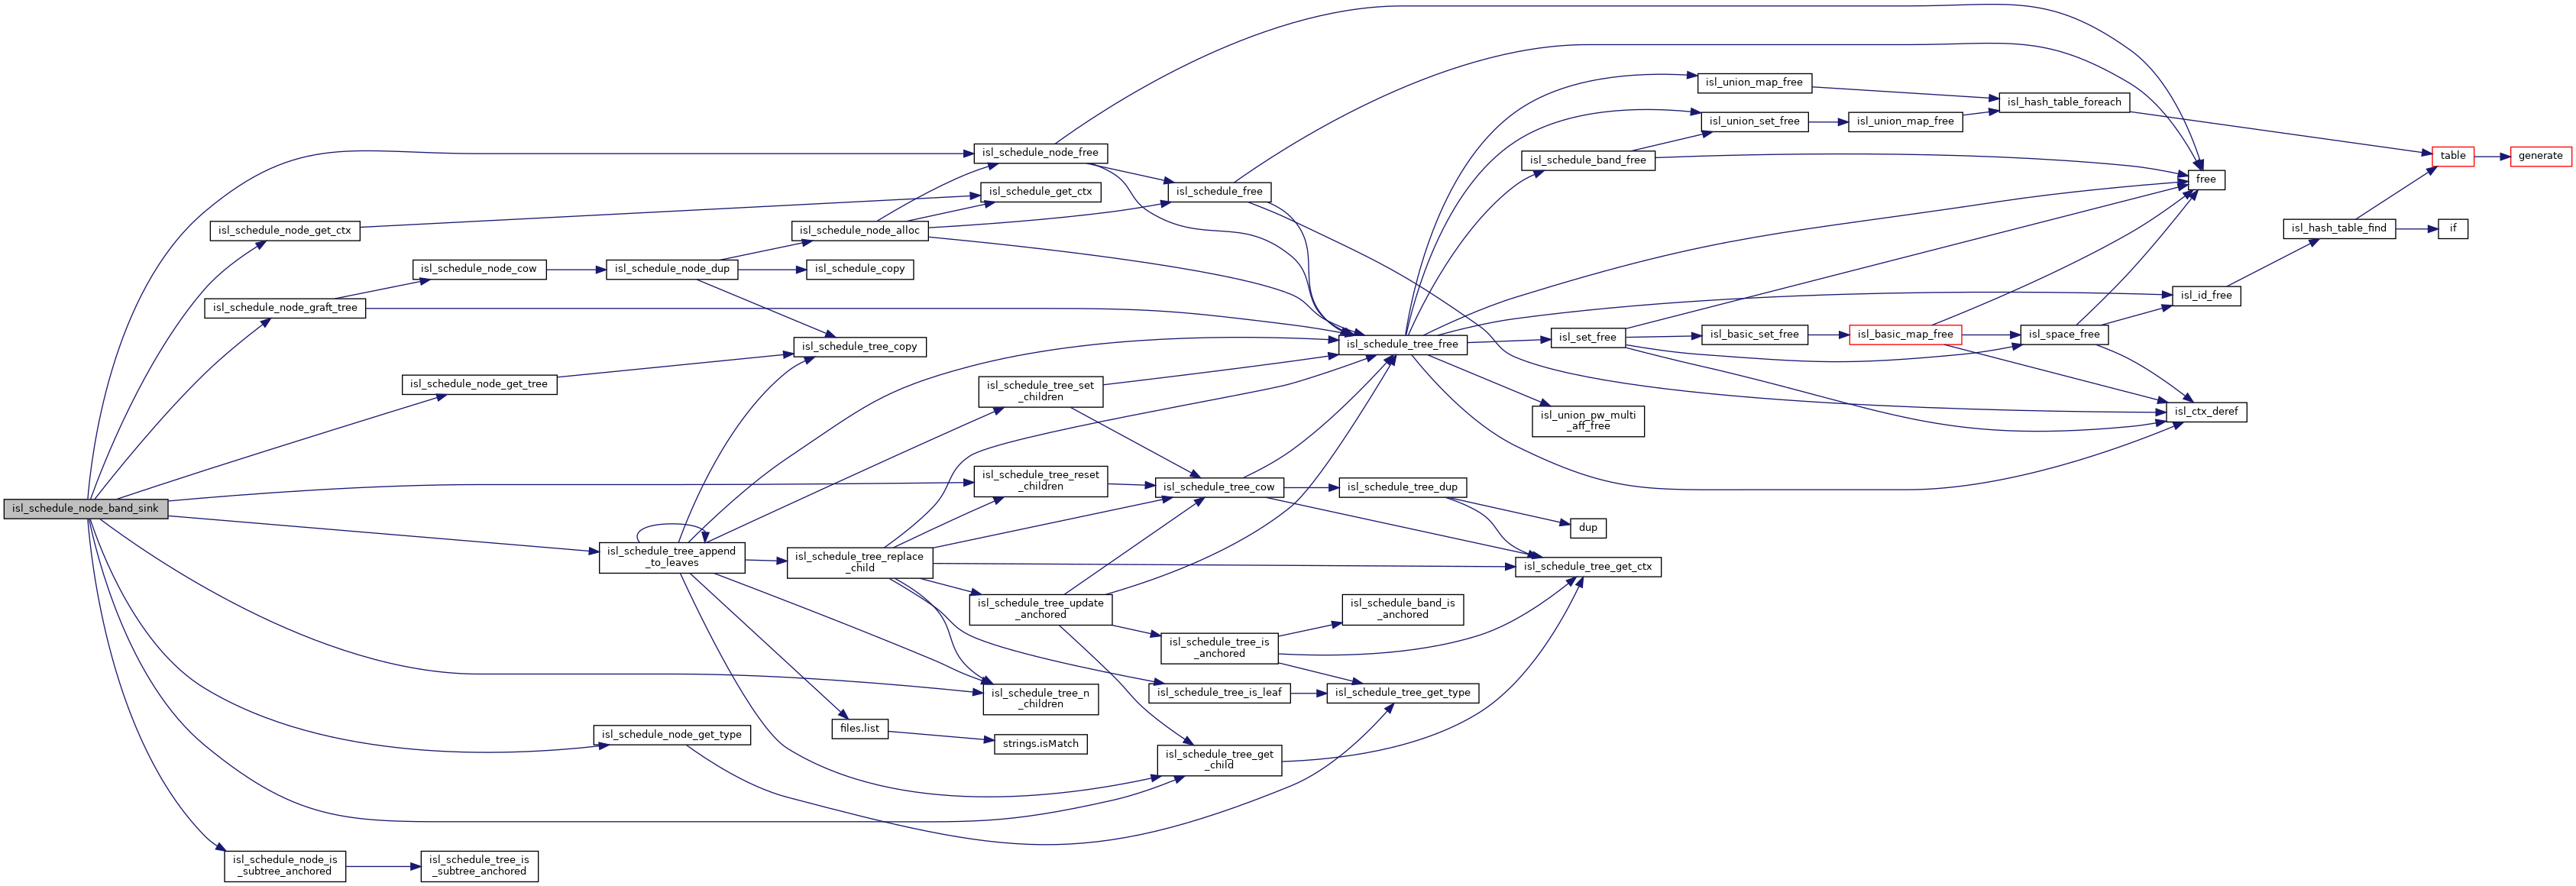 isl_union_map_free
isl_hash_table_foreach
isl_union_set_free
isl_union_map_free
isl_schedule_node_free
isl_schedule_band_free
table
generate
isl_schedule_get_ctx
isl_schedule_free
free
isl_schedule_node_get_ctx
isl_schedule_node_alloc
isl_hash_table_find
if
isl_schedule_node_cow
isl_schedule_node_dup
isl_schedule_copy
isl_id_free
isl_schedule_node_graft_tree
isl_schedule_tree_copy
isl_schedule_tree_free
isl_set_free
isl_basic_set_free
isl_basic_map_free
isl_space_free
isl_schedule_node_get_tree
isl_schedule_tree_set
_children
isl_union_pw_multi
_aff_free
isl_ctx_deref
isl_schedule_tree_reset
_children
isl_schedule_tree_cow
isl_schedule_tree_dup
isl_schedule_node_band_sink
dup
isl_schedule_tree_append
_to_leaves
isl_schedule_tree_replace
_child
isl_schedule_tree_get_ctx
isl_schedule_tree_update
_anchored
isl_schedule_band_is
_anchored
isl_schedule_tree_is
_anchored
isl_schedule_tree_n
_children
isl_schedule_tree_is_leaf
isl_schedule_tree_get_type
files.list
isl_schedule_node_get_type
strings.isMatch
isl_schedule_tree_get
_child
isl_schedule_node_is
_subtree_anchored
isl_schedule_tree_is
_subtree_anchored